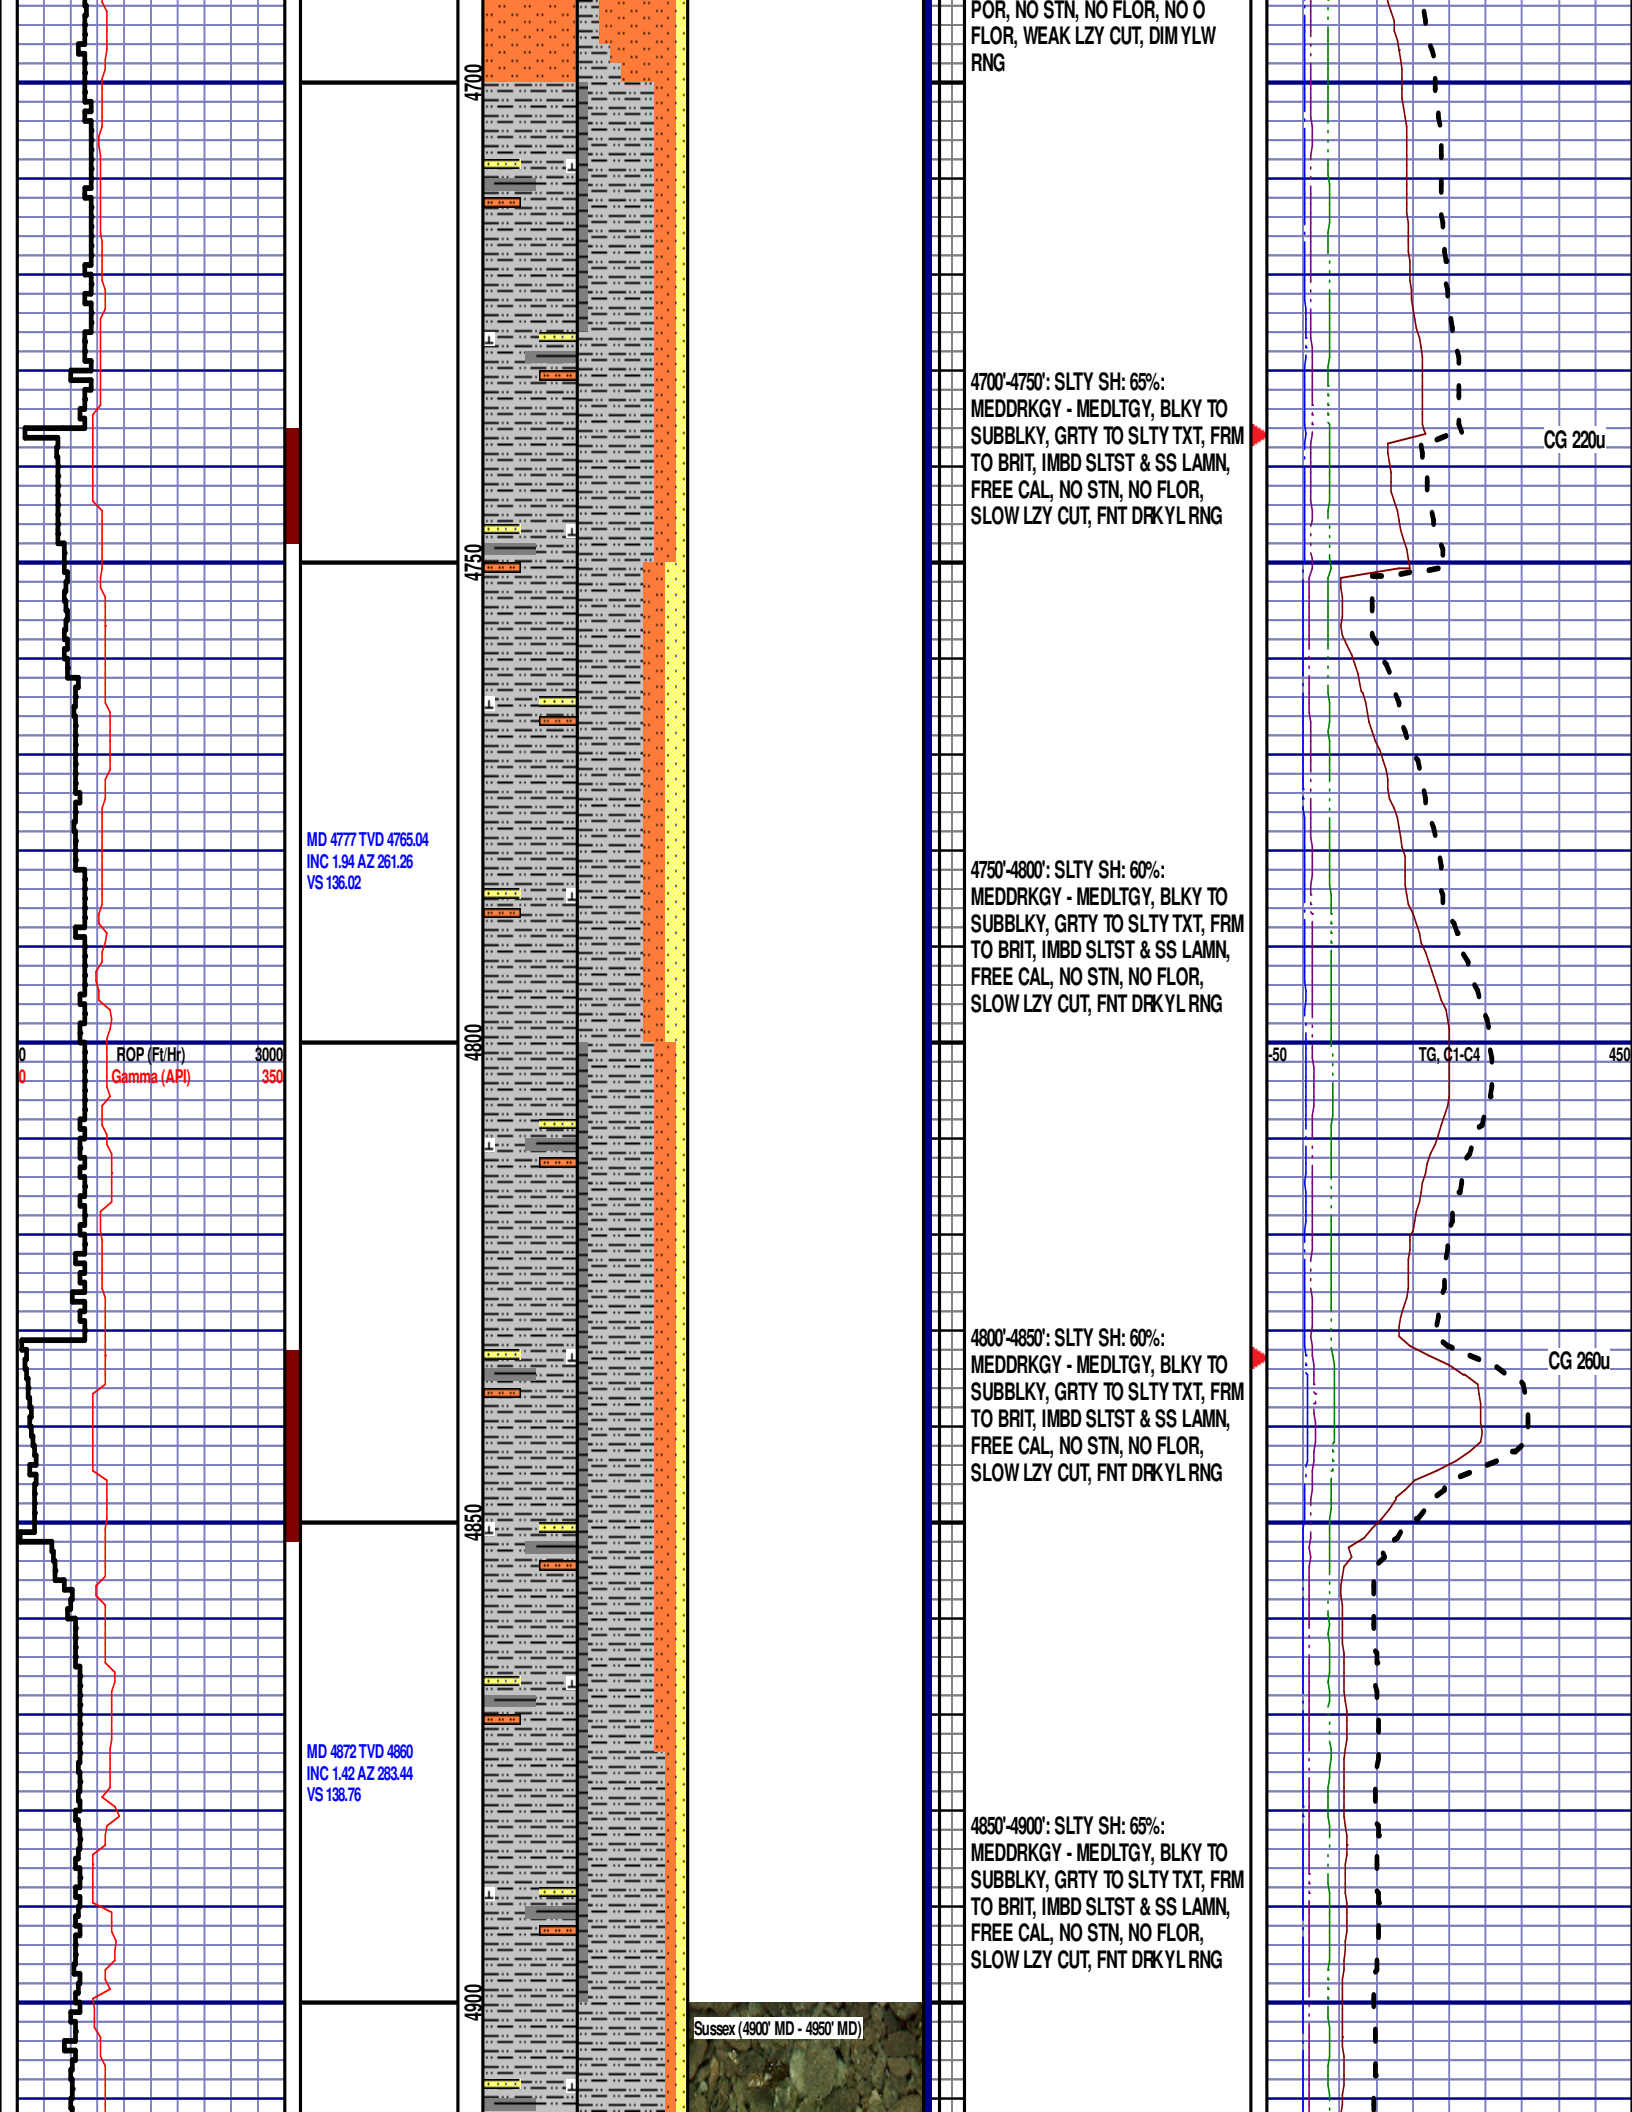 POR, NO STN, NO FLOR, NO O
FLOR, WEAK LZY CUT, DIM YLW
RNG
4700
4700'-4750': SLTY SH: 65%:
MEDDRKGY - MEDLTGY, BLKY TO
SUBBLKY, GRTY TO SLTY TXT, FRM
TO BRIT, IMBD SLTST & SS LAMN,
FREE CAL, NO STN, NO FLOR,
SLOW LZY CUT, FNT DRKYL RNG
CG 220u
4750
MD 4777 TVD 4765.04
INC 1.94 AZ 261.26
VS 136.02
4750'-4800': SLTY SH: 60%:
MEDDRKGY - MEDLTGY, BLKY TO
SUBBLKY, GRTY TO SLTY TXT, FRM
TO BRIT, IMBD SLTST & SS LAMN,
FREE CAL, NO STN, NO FLOR,
SLOW LZY CUT, FNT DRKYL RNG
4800
0 ROP (Ft/Hr) 3000
0 Gamma (API) 350
-50 TG, C1-C4 450
4800'-4850': SLTY SH: 60%:
MEDDRKGY - MEDLTGY, BLKY TO
SUBBLKY, GRTY TO SLTY TXT, FRM
TO BRIT, IMBD SLTST & SS LAMN,
FREE CAL, NO STN, NO FLOR,
SLOW LZY CUT, FNT DRKYL RNG
CG 260u
4850
MD 4872 TVD 4860
INC 1.42 AZ 283.44
VS 138.76
4850'-4900': SLTY SH: 65%:
MEDDRKGY - MEDLTGY, BLKY TO
SUBBLKY, GRTY TO SLTY TXT, FRM
TO BRIT, IMBD SLTST & SS LAMN,
FREE CAL, NO STN, NO FLOR,
SLOW LZY CUT, FNT DRKYL RNG
4900
Sussex (4900' MD - 4950' MD)